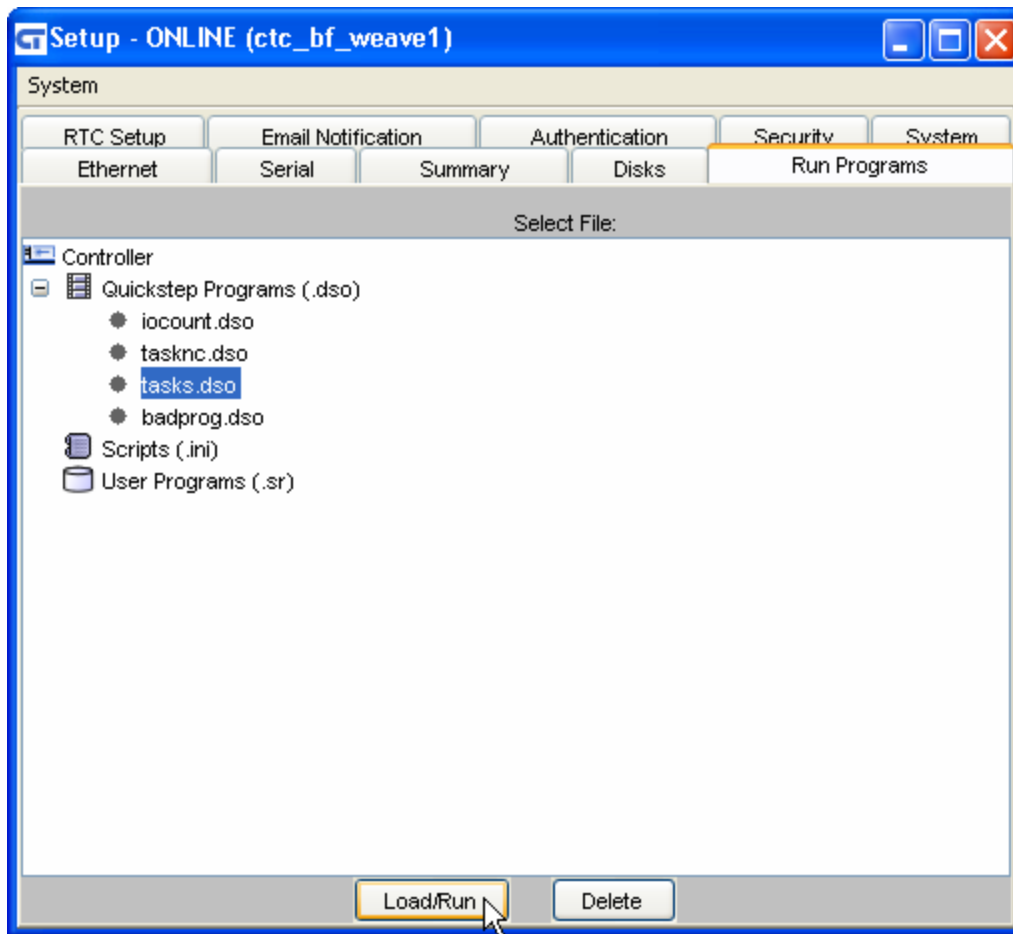 CT Setup - ONLINE (ctc_bf_weave1)
System
RTC Setup Email Notification Authentication Security System
Ethernet Serial Summary Disks Run Programs
Select File:
Controller
Quickstep Programs (.dso)
iocount.dso
tasknc.dso
tasks.dso
badprog.dso
Scripts (.ini)
User Programs (.sr)
Load/Run Delete